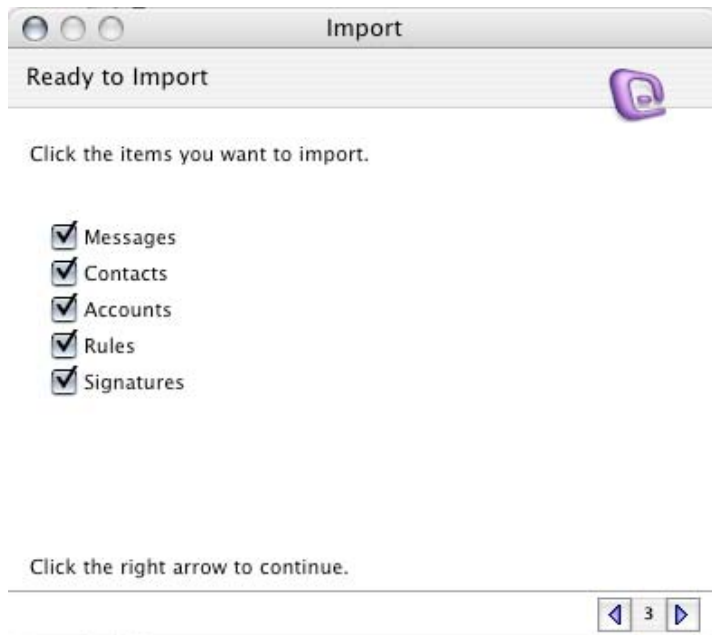 Import
Ready to Import
Click the items you want to import.
Messages
Contacts
Accounts
Rules
Signatures
Click the right arrow to continue.
3